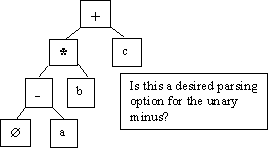 +
* c
- b
∅ a
Is this a desired parsing
option for the unary
minus?